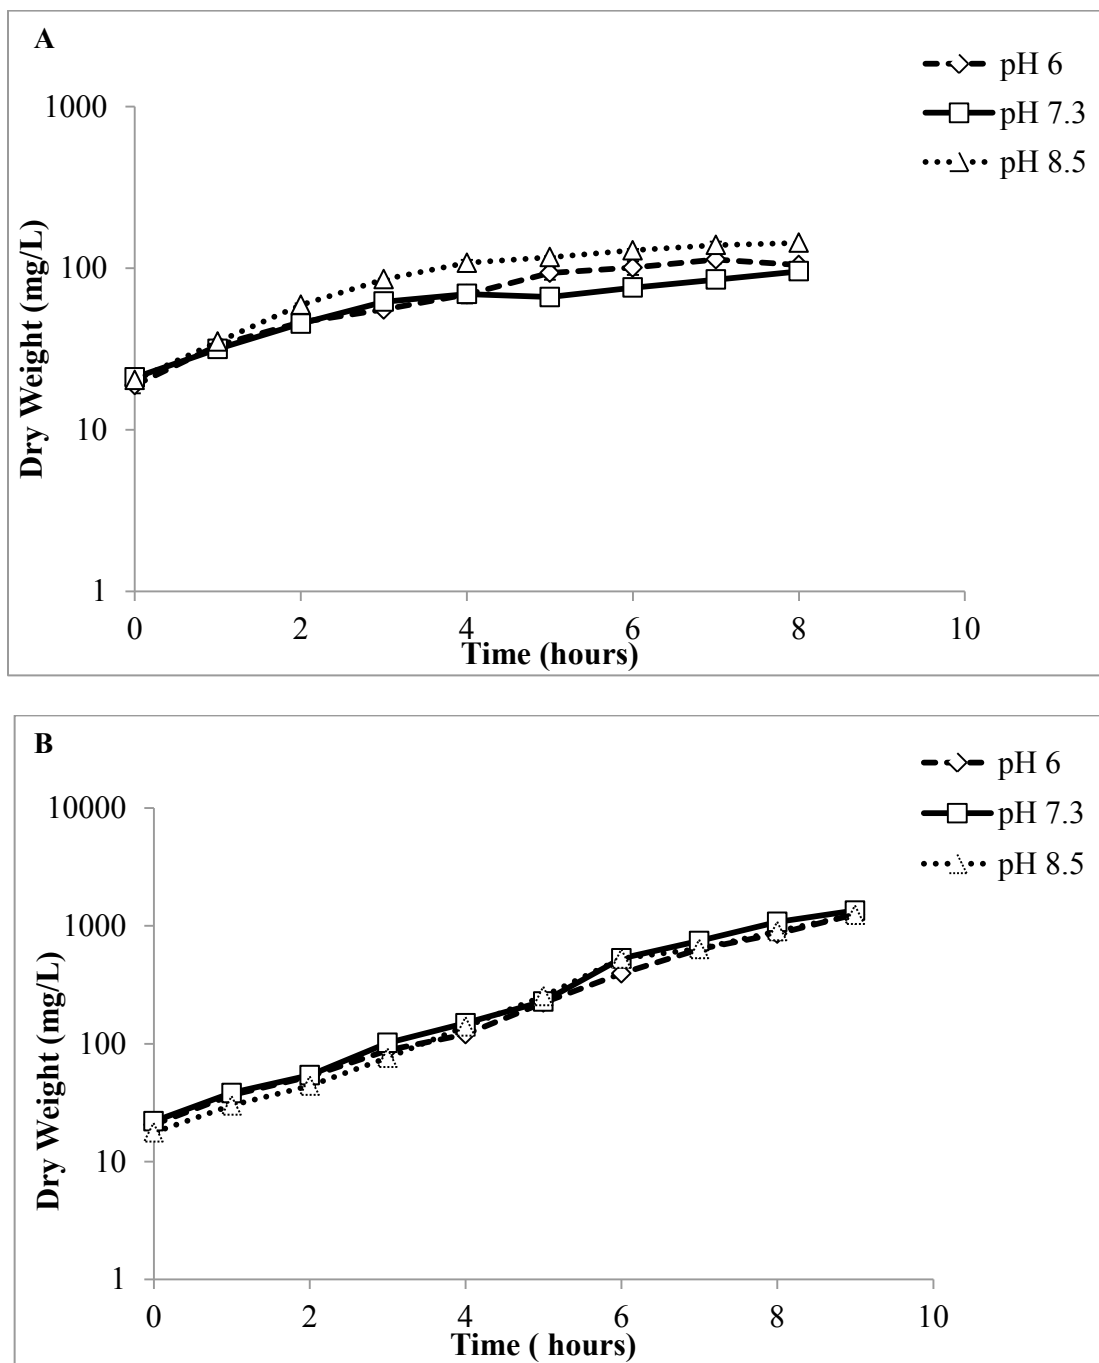 A
pH 6
pH 7.3
pH 8.5
1000
100
10
1
Dry Weight (mg/L)
0 2 4 6 8 10
Time (hours)
B
pH 6
pH 7.3
pH 8.5
10000
1000
100
10
1
Dry Weight (mg/L)
0 2 4 6 8 10
Time ( hours)